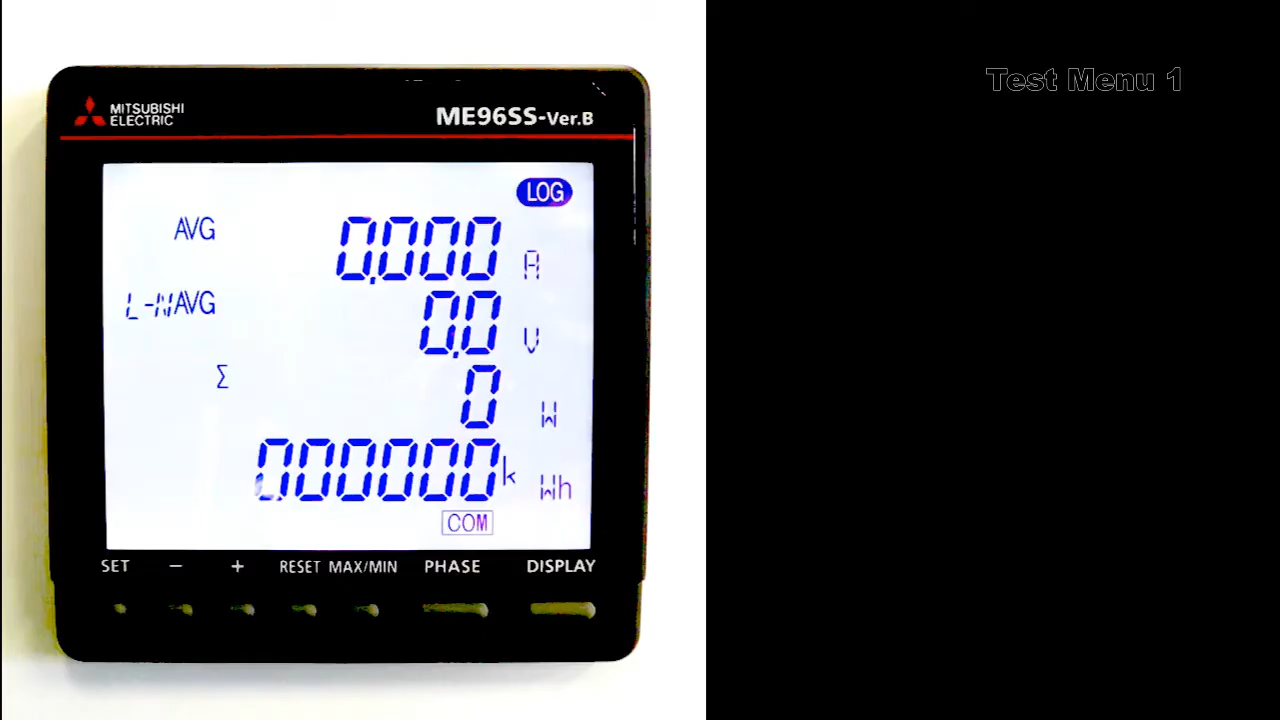 Test Menu 1
MITSUBISHI
ELECTRIC
ME96SS-Ver.B
LOG
AVG 0.000 A
L-N AVG 0.0 V
Σ 0 W
000000 k Wh
COM
SET − + RESET MAX/MIN PHASE DISPLAY